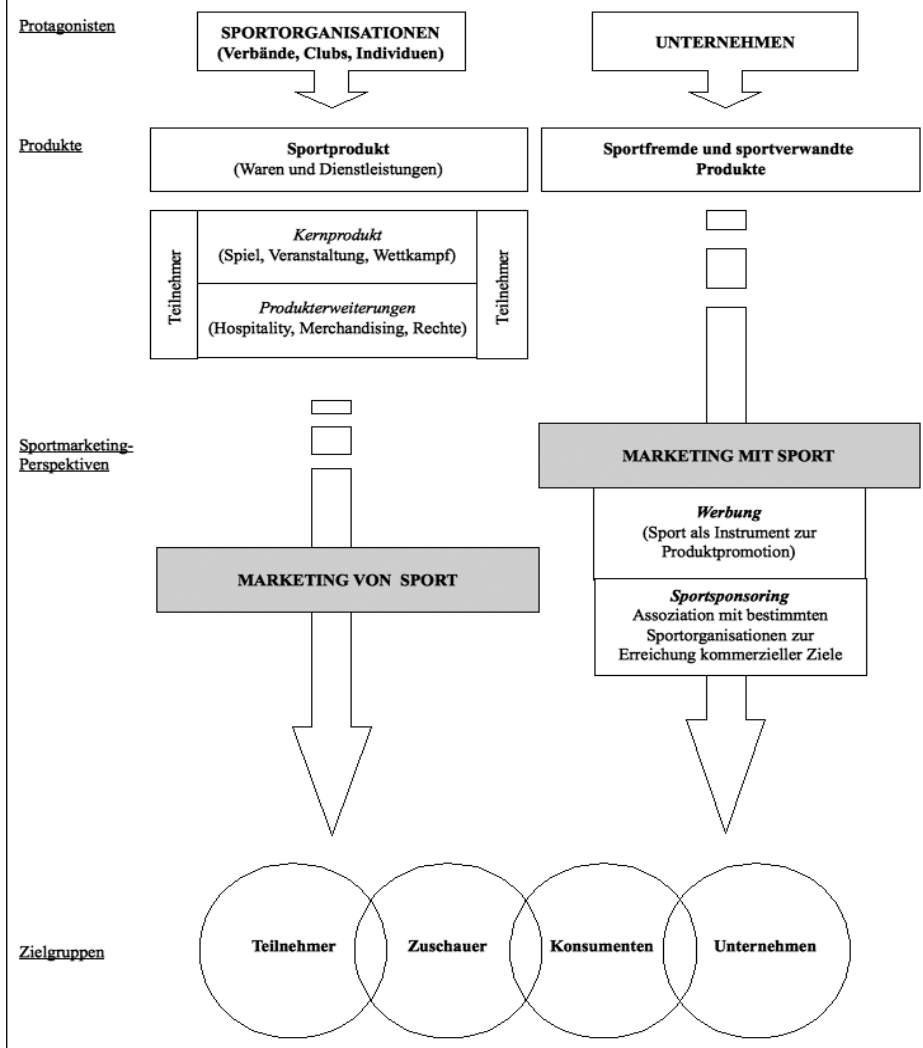 Protagonisten
SPORTORGANISATIONEN
(Verbände, Clubs, Individuen)
UNTERNEHMEN
Produkte
Sportprodukt
(Waren und Dienstleistungen)
Sportfremde und sportverwandte
Produkte
Teilnehmer
Kernprodukt
(Spiel, Veranstaltung, Wettkampf)
Produkterweiterungen
(Hospitality, Merchandising, Rechte)
Teilnehmer
Sportmarketing-
Perspektiven
MARKETING MIT SPORT
Werbung
(Sport als Instrument zur
Produktpromotion)
MARKETING VON SPORT
Sportsponsoring
Assoziation mit bestimmten
Sportorganisationen zur
Erreichung kommerzieller Ziele
Zielgruppen
Teilnehmer
Zuschauer
Konsumenten
Unternehmen